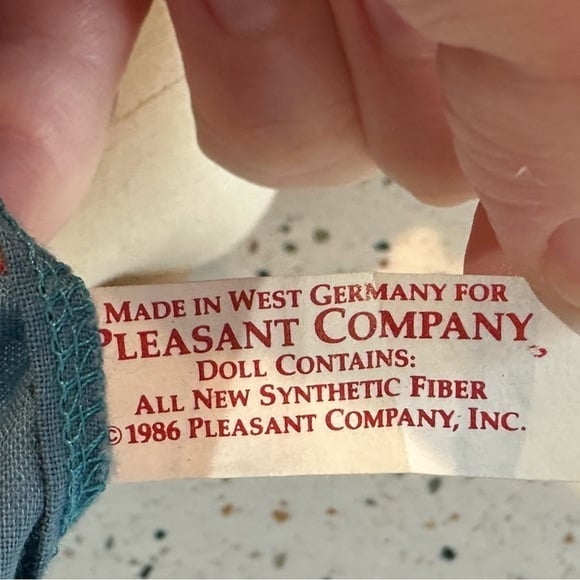 MADE IN WEST GERMANY FOR
PLEASANT COMPANY
DOLL CONTAINS:
ALL NEW SYNTHETIC FIBER
© 1986 PLEASANT COMPANY, INC.